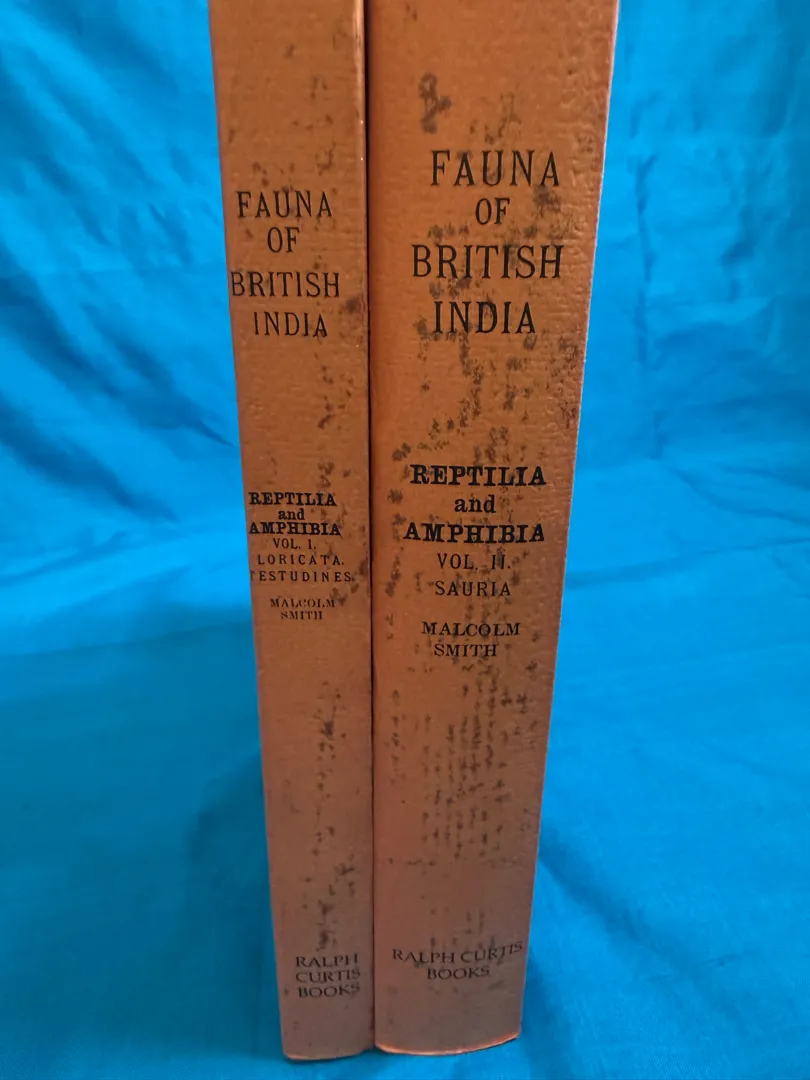 FAUNA
OF
BRITISH
INDIA
REPTILIA
and
AMPHIBIA
VOL. I.
LORICATA.
TESTUDINES.
MALCOLM
SMITH
RALPH
CURTIS
BOOKS
FAUNA
OF
BRITISH
INDIA
REPTILIA
and
AMPHIBIA
VOL. II.
SAURIA
MALCOLM
SMITH
RALPH CURTIS
BOOKS